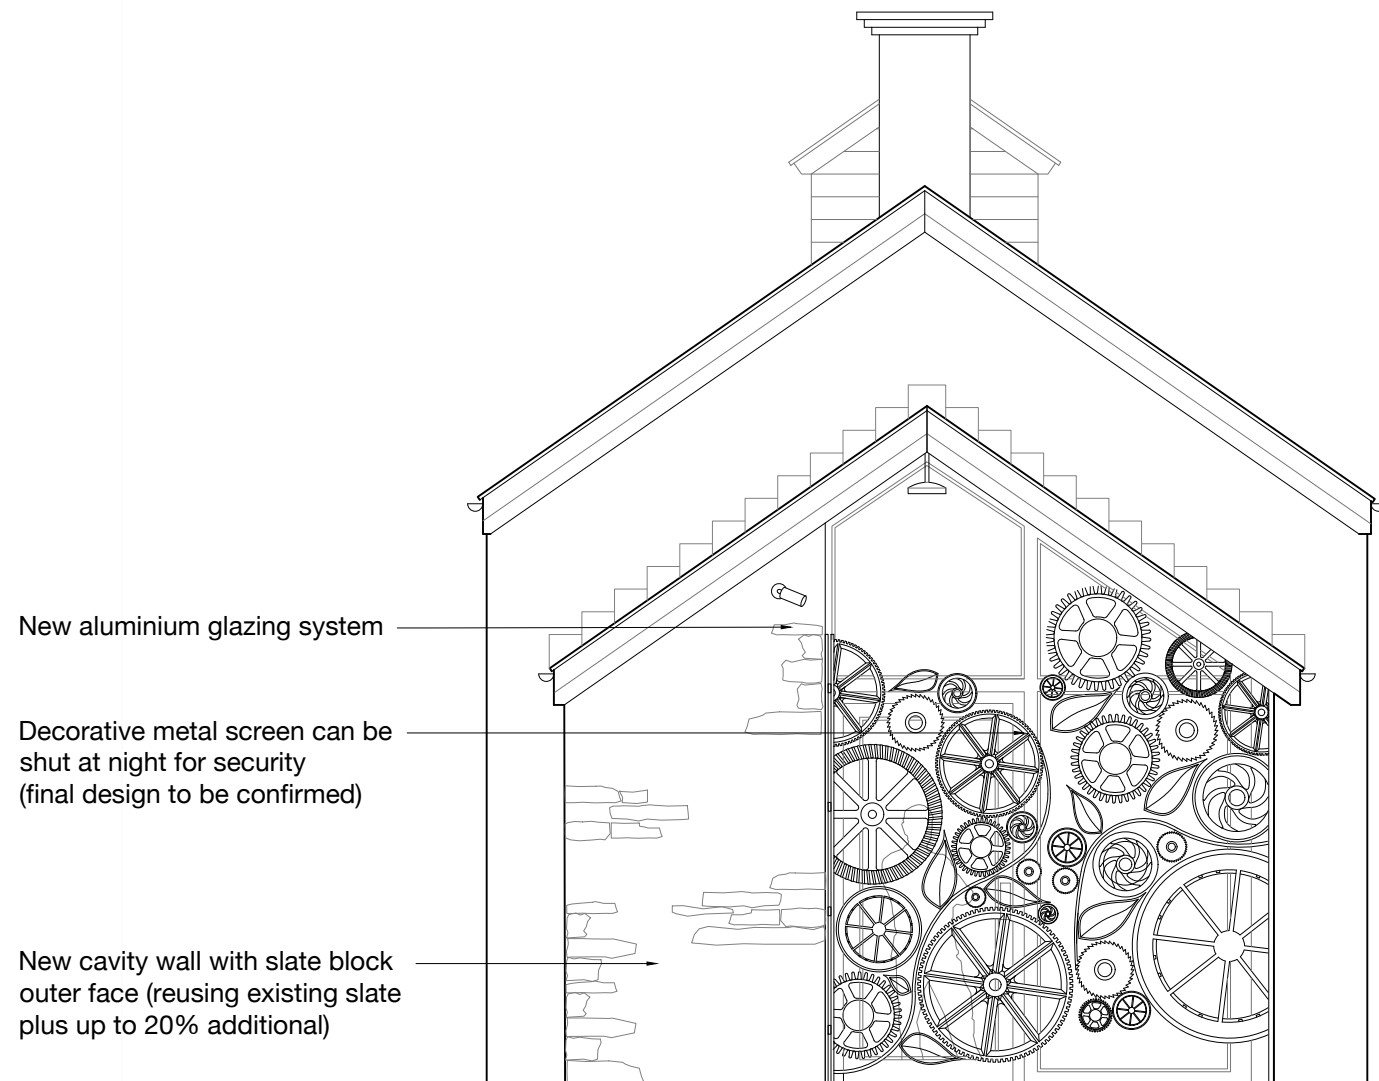 New aluminium glazing system
Decorative metal screen can be
shut at night for security
(final design to be confirmed)
New cavity wall with slate block
outer face (reusing existing slate
plus up to 20% additional)